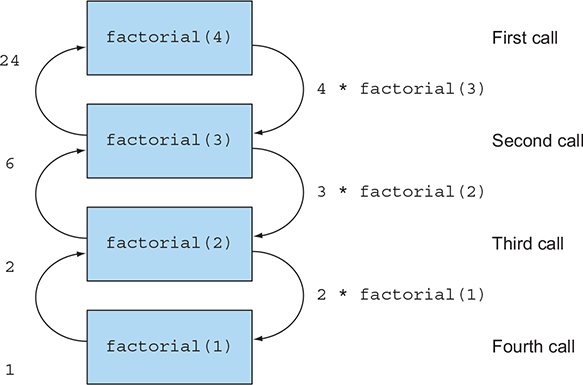 factorial(4)
First call
24
4 * factorial(3)
factorial(3)
Second call
6
3 * factorial(2)
factorial(2)
Third call
2
2 * factorial(1)
factorial(1)
Fourth call
1